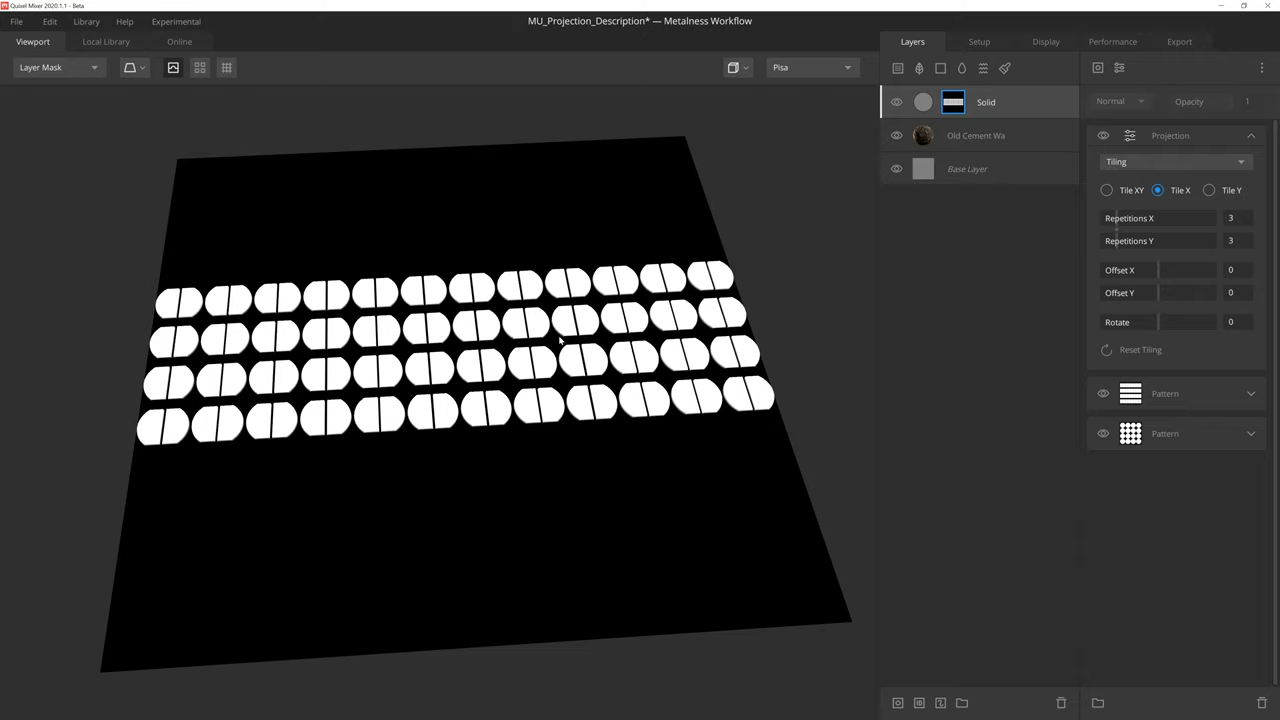 Quixel Mixer 2020.1.1 - Beta
File Edit Library Help Experimental
MU_Projection_Description* — Metalness Workflow
Viewport Local Library Online
Layers Setup Display Performance Export
Layer Mask
Pisa
Solid
Old Cement Wa
Base Layer
Normal Opacity 1
Projection
Tiling
Tile XY Tile X Tile Y
Repetitions X 3
Repetitions Y 3
Offset X 0
Offset Y 0
Rotate 0
Reset Tiling
Pattern
Pattern